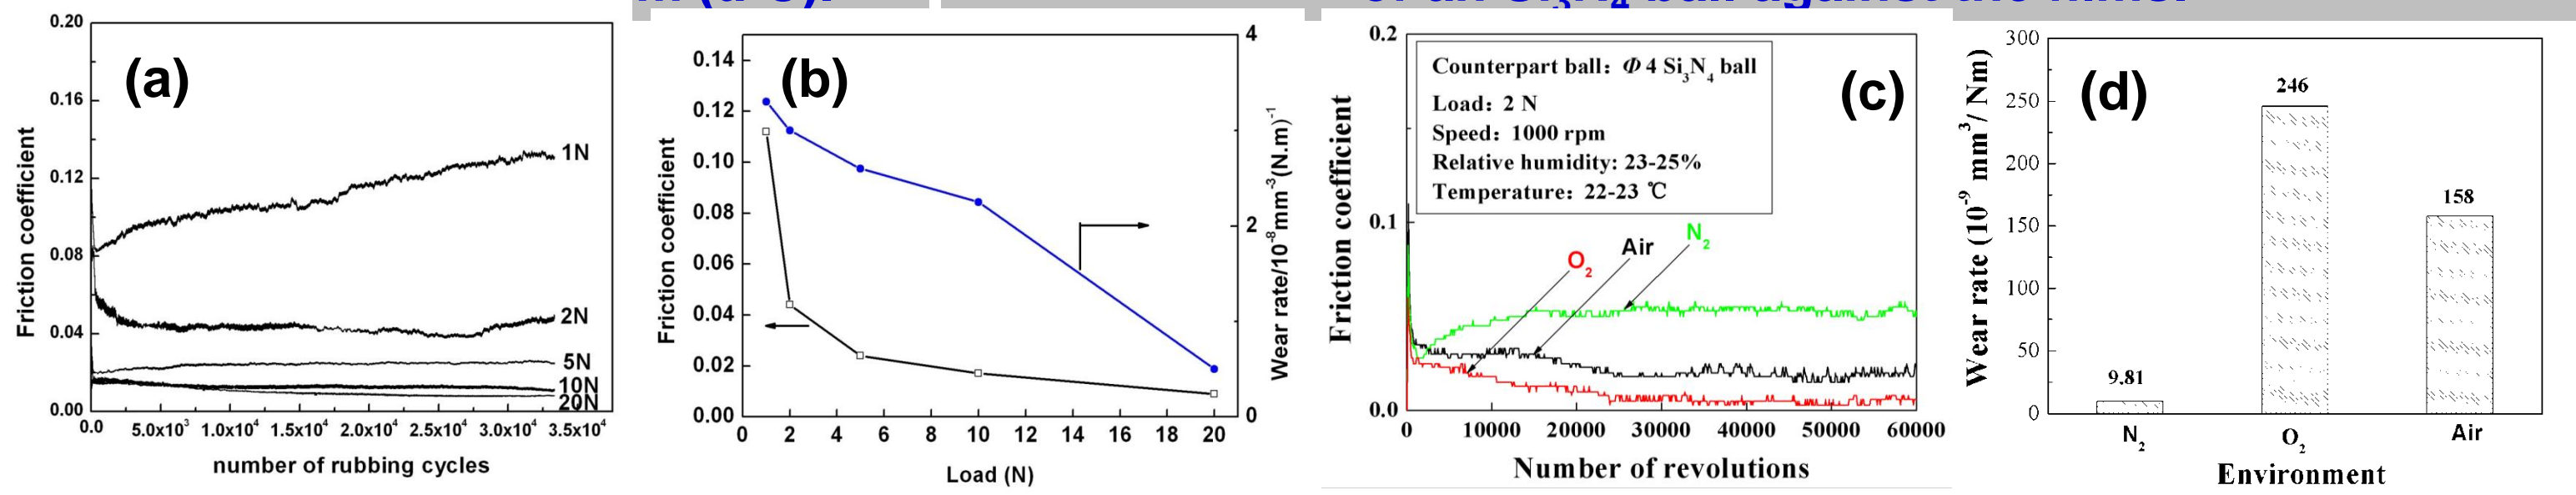 (a)
0.20
0.16
0.12
0.08
0.04
0.00
Friction coefficient
1N
2N
5N
10N
20N
0.0 5.0x10³ 1.0x10⁴ 1.5x10⁴ 2.0x10⁴ 2.5x10⁴ 3.0x10⁴ 3.5x10⁴
number of rubbing cycles
(b)
0.14
0.12
0.10
0.08
0.06
0.04
0.02
0.00
Friction coefficient
4
2
0
Wear rate/10⁻⁸mm⁻³(N.m)⁻¹
0 2 4 6 8 10 12 14 16 18 20
Load (N)
of an Si₃N₄ ball against the films.
(c)
0.2
0.1
0.0
Friction coefficient
Counterpart ball: Φ 4 Si₃N₄ ball
Load: 2 N
Speed: 1000 rpm
Relative humidity: 23-25%
Temperature: 22-23 ℃
N₂
Air
O₂
0 10000 20000 30000 40000 50000 60000
Number of revolutions
(d)
300
250
200
150
100
50
0
Wear rate (10⁻⁹ mm³/ Nm)
9.81
246
158
N₂ O₂ Air
Environment